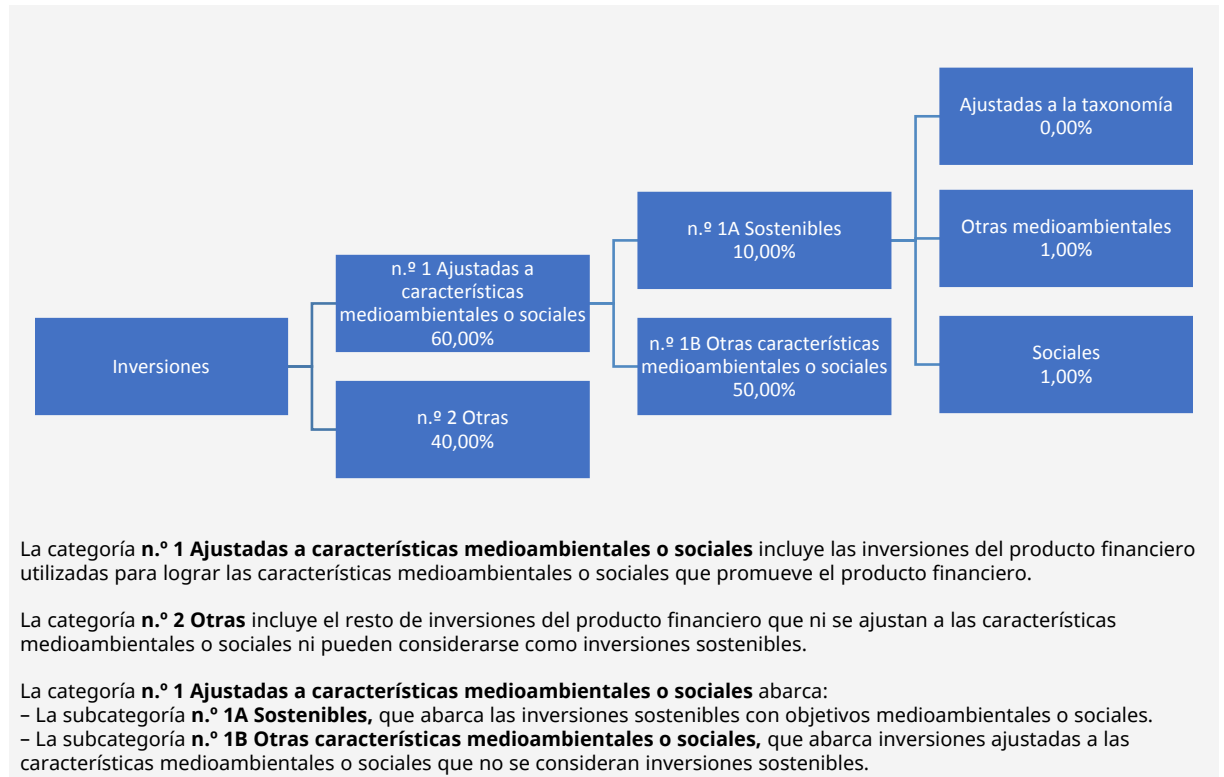 Inversiones
n.º 1 Ajustadas a
características
medioambientales o sociales
60,00%
n.º 2 Otras
40,00%
n.º 1A Sostenibles
10,00%
n.º 1B Otras características
medioambientales o sociales
50,00%
Ajustadas a la taxonomía
0,00%
Otras medioambientales
1,00%
Sociales
1,00%
La categoría n.º 1 Ajustadas a características medioambientales o sociales incluye las inversiones del producto financiero
utilizadas para lograr las características medioambientales o sociales que promueve el producto financiero.
La categoría n.º 2 Otras incluye el resto de inversiones del producto financiero que ni se ajustan a las características
medioambientales o sociales ni pueden considerarse como inversiones sostenibles.
La categoría n.º 1 Ajustadas a características medioambientales o sociales abarca:
– La subcategoría n.º 1A Sostenibles, que abarca las inversiones sostenibles con objetivos medioambientales o sociales.
– La subcategoría n.º 1B Otras características medioambientales o sociales, que abarca inversiones ajustadas a las
características medioambientales o sociales que no se consideran inversiones sostenibles.